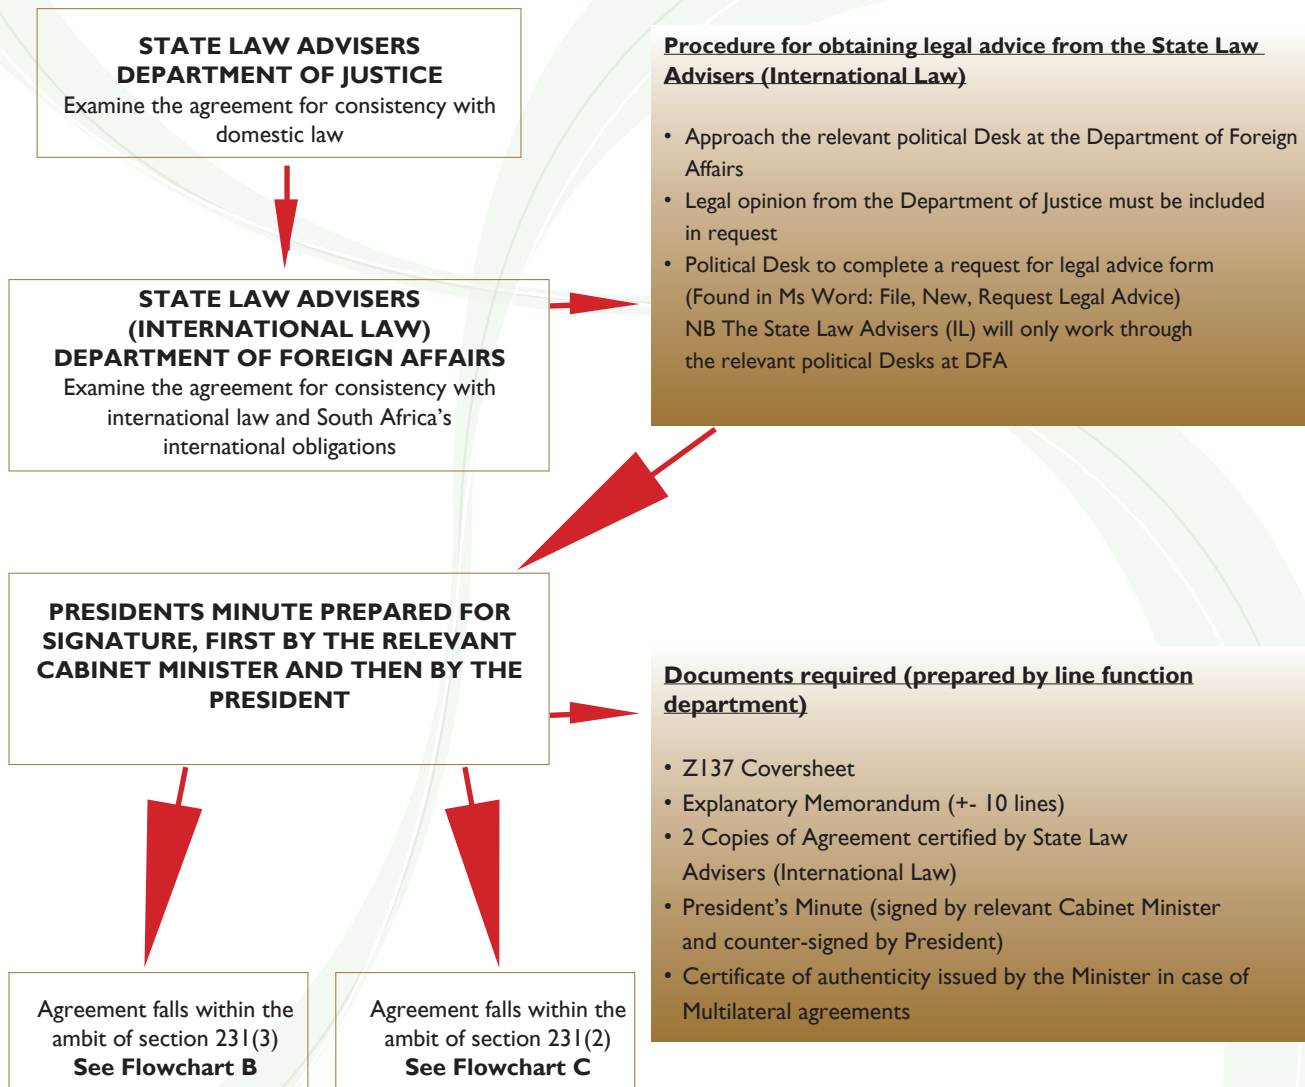 STATE LAW ADVISERS
DEPARTMENT OF JUSTICE
Examine the agreement for consistency with
domestic law
Procedure for obtaining legal advice from the State Law
Advisers (International Law)
• Approach the relevant political Desk at the Department of Foreign
Affairs
• Legal opinion from the Department of Justice must be included
in request
• Political Desk to complete a request for legal advice form
(Found in Ms Word: File, New, Request Legal Advice)
NB The State Law Advisers (IL) will only work through
the relevant political Desks at DFA
STATE LAW ADVISERS
(INTERNATIONAL LAW)
DEPARTMENT OF FOREIGN AFFAIRS
Examine the agreement for consistency with
international law and South Africa’s
international obligations
PRESIDENTS MINUTE PREPARED FOR
SIGNATURE, FIRST BY THE RELEVANT
CABINET MINISTER AND THEN BY THE
PRESIDENT
Documents required (prepared by line function
department)
• Z137 Coversheet
• Explanatory Memorandum (+- 10 lines)
• 2 Copies of Agreement certified by State Law
Advisers (International Law)
• President’s Minute (signed by relevant Cabinet Minister
and counter-signed by President)
• Certificate of authenticity issued by the Minister in case of
Multilateral agreements
Agreement falls within the
ambit of section 231(3)
See Flowchart B
Agreement falls within the
ambit of section 231(2)
See Flowchart C